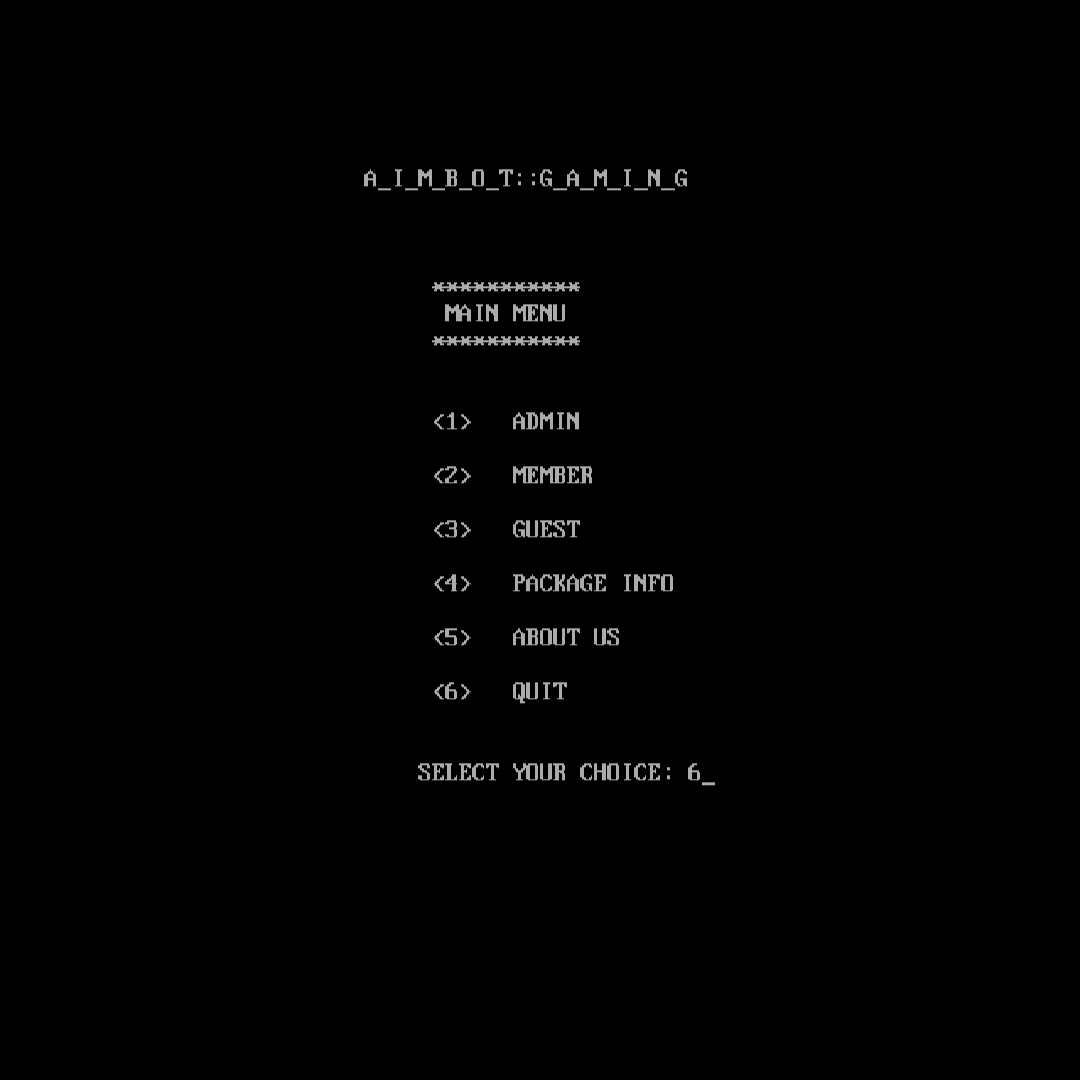 A_I_M_B_O_T::G_A_M_I_N_G
***********
MAIN MENU
***********
<1> ADMIN
<2> MEMBER
<3> GUEST
<4> PACKAGE INFO
<5> ABOUT US
<6> QUIT
SELECT YOUR CHOICE: 6_